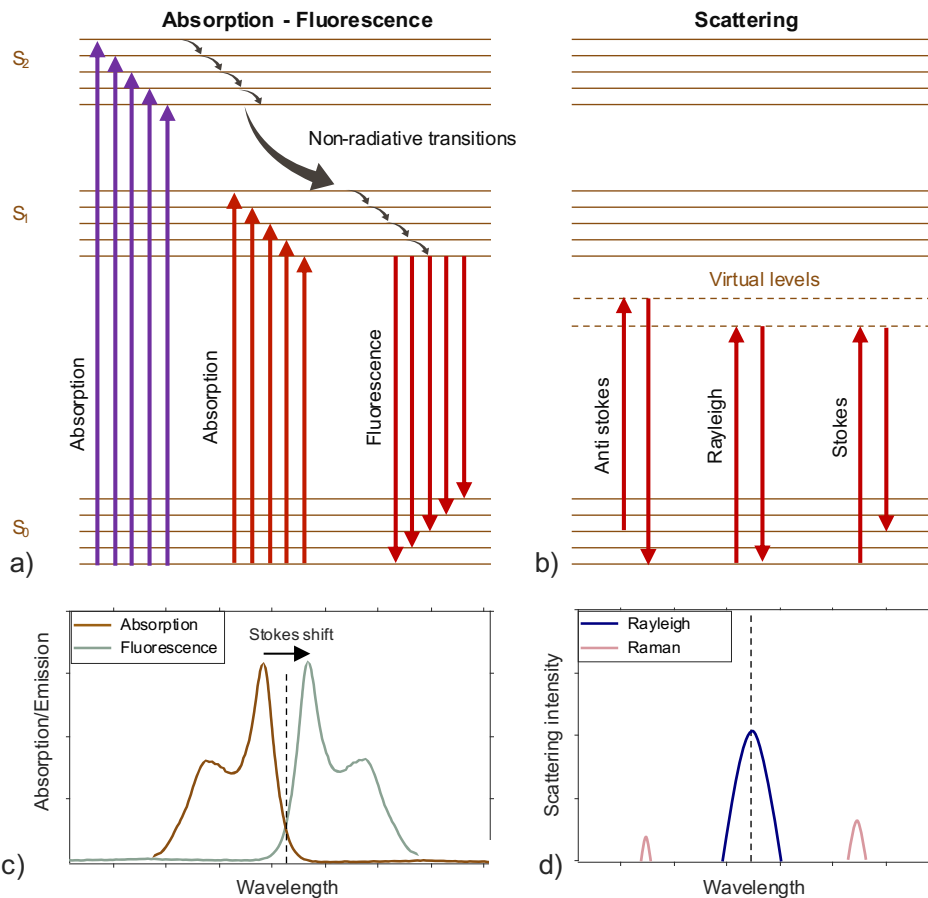 Absorption - Fluorescence
S2
Non-radiative transitions
S1
Absorption
Absorption
Fluorescence
S0
a)
Scattering
Virtual levels
Anti stokes
Rayleigh
Stokes
b)
Absorption
Fluorescence
Stokes shift
Absorption/Emission
c)
Wavelength
Rayleigh
Raman
Scattering intensity
d)
Wavelength